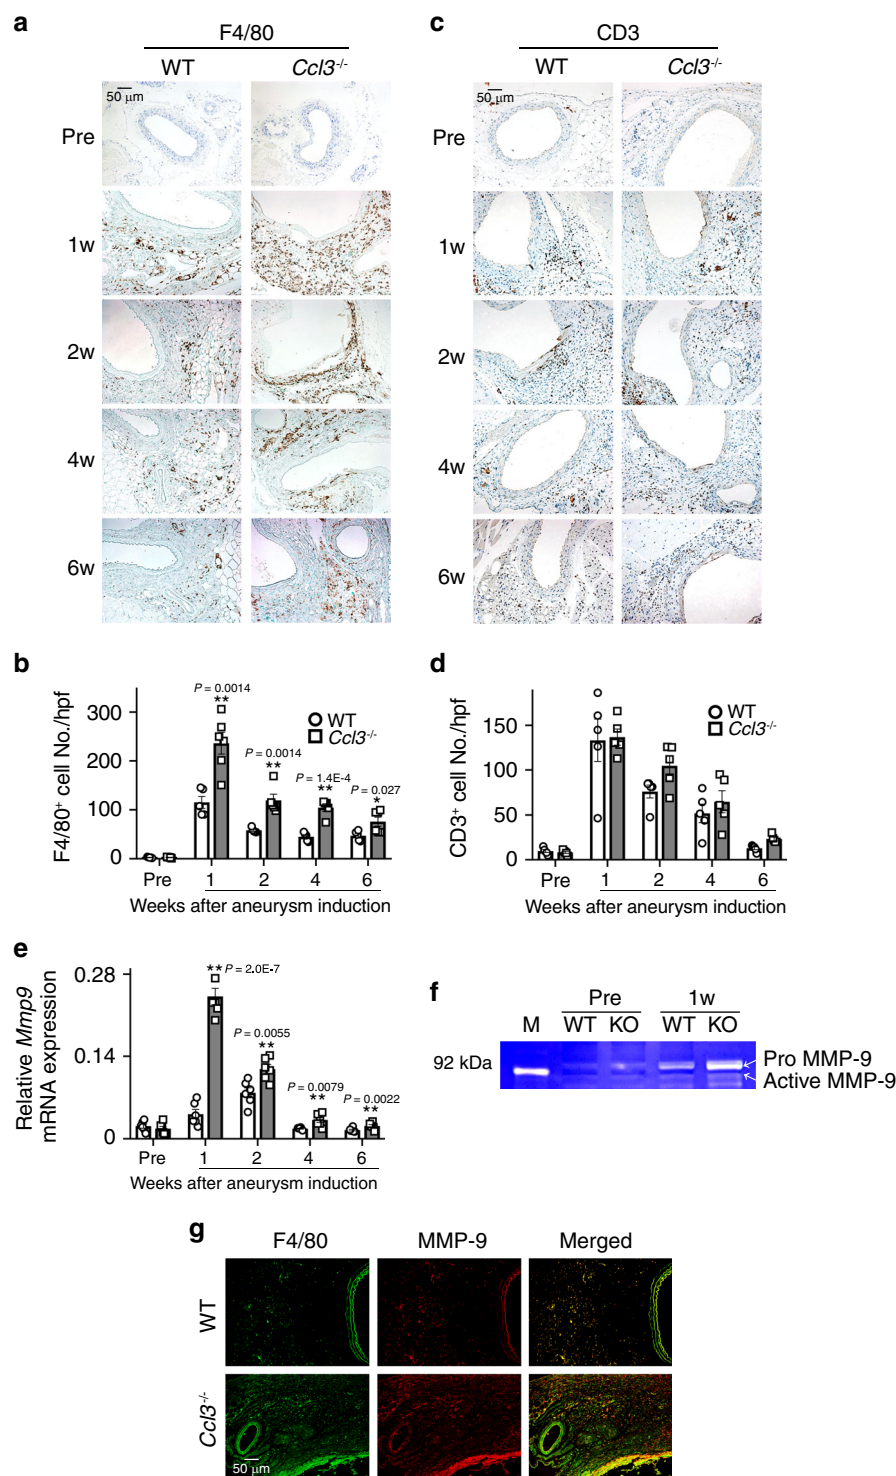 a
F4/80
WT Ccl3-/-
50 μm
Pre
1w
2w
4w
6w
c
CD3
WT Ccl3-/-
50 μm
Pre
1w
2w
4w
6w
b
F4/80+ cell No./hpf
300
200
100
0
P = 0.0014
**
P = 0.0014
**
P = 1.4E-4
**
P = 0.027
*
WT
Ccl3-/-
Pre 1 2 4 6
Weeks after aneurysm induction
d
CD3+ cell No./hpf
150
100
50
0
WT
Ccl3-/-
Pre 1 2 4 6
Weeks after aneurysm induction
e
Relative Mmp9
mRNA expression
0.28
0.14
0
** P = 2.0E-7
P = 0.0055
**
P = 0.0079
**
P = 0.0022
**
Pre 1 2 4 6
Weeks after aneurysm induction
f
Pre 1w
M WT KO WT KO
92 kDa
Pro MMP-9
Active MMP-9
g
F4/80 MMP-9 Merged
WT
Ccl3-/-
50 μm